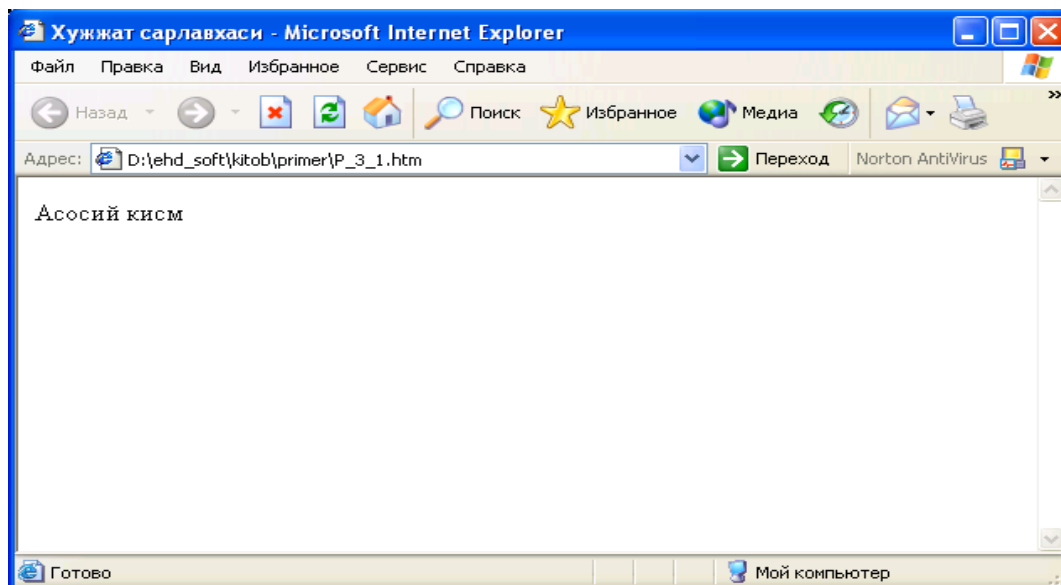 Хужжат сарлавхаси - Microsoft Internet Explorer
Файл Правка Вид Избранное Сервис Справка
Назад Поиск Избранное Медиа »
Адрес: D:\ehd_soft\kitob\primer\P_3_1.htm Переход Norton AntiVirus
Асосий кисм
Готово Мой компьютер